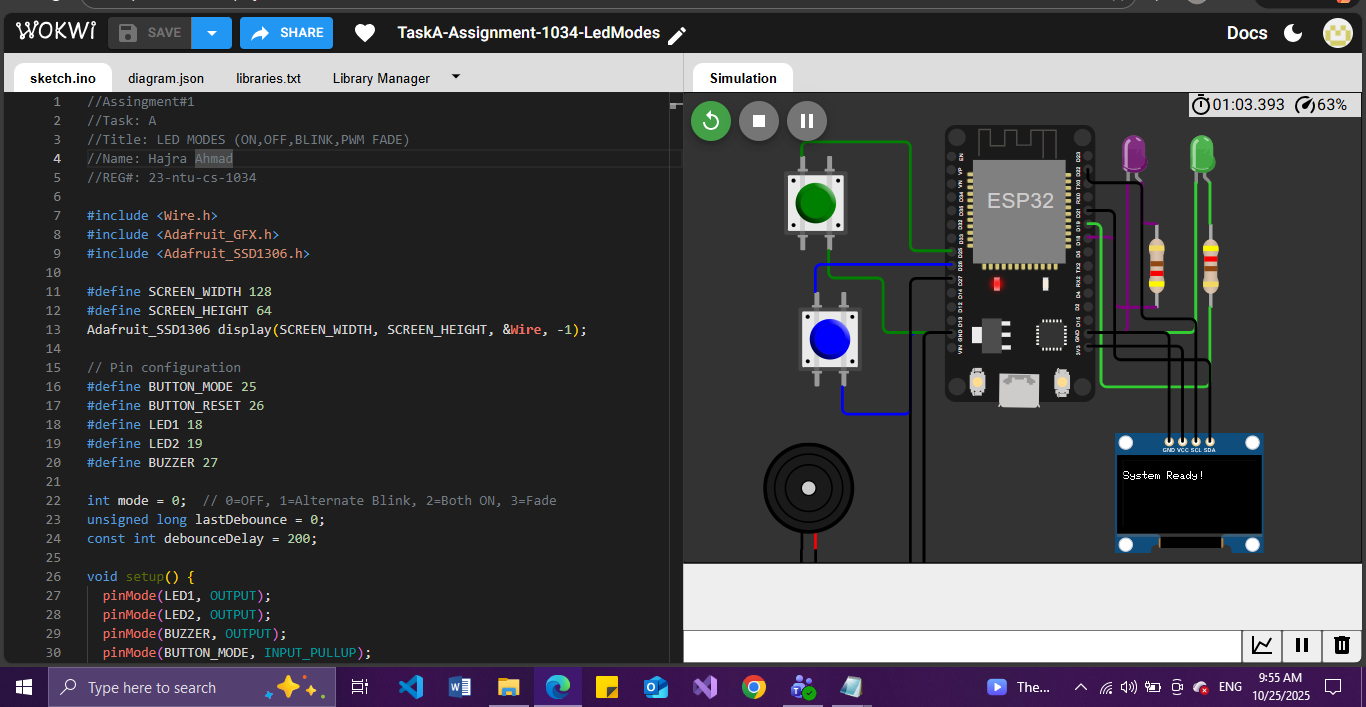 WOKWI SAVE SHARE TaskA-Assignment-1034-LedModes Docs
sketch.ino diagram.json libraries.txt Library Manager
Simulation
1 //Assingment#1
2 //Task: A
3 //Title: LED MODES (ON,OFF,BLINK,PWM FADE)
4 //Name: Hajra Ahmad
5 //REG#: 23-ntu-cs-1034
6
7 #include <Wire.h>
8 #include <Adafruit_GFX.h>
9 #include <Adafruit_SSD1306.h>
10
11 #define SCREEN_WIDTH 128
12 #define SCREEN_HEIGHT 64
13 Adafruit_SSD1306 display(SCREEN_WIDTH, SCREEN_HEIGHT, &Wire, -1);
14
15 // Pin configuration
16 #define BUTTON_MODE 25
17 #define BUTTON_RESET 26
18 #define LED1 18
19 #define LED2 19
20 #define BUZZER 27
21
22 int mode = 0;  // 0=OFF, 1=Alternate Blink, 2=Both ON, 3=Fade
23 unsigned long lastDebounce = 0;
24 const int debounceDelay = 200;
25
26 void setup() {
27 pinMode(LED1, OUTPUT);
28 pinMode(LED2, OUTPUT);
29 pinMode(BUZZER, OUTPUT);
30 pinMode(BUTTON_MODE, INPUT_PULLUP);
01:03.393 63%
ESP32
GND VCC SCL SDA
System Ready!
Type here to search
The...
ENG
9:55 AM
10/25/2025